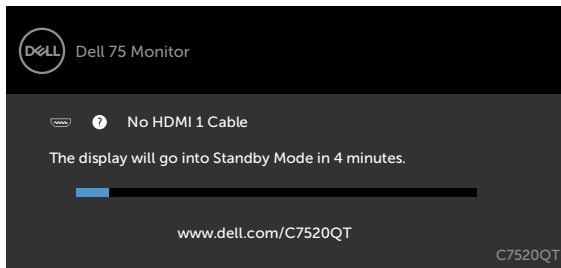 DELL
Dell 75 Monitor
? No HDMI 1 Cable
The display will go into Standby Mode in 4 minutes.
www.dell.com/C7520QT
C7520QT